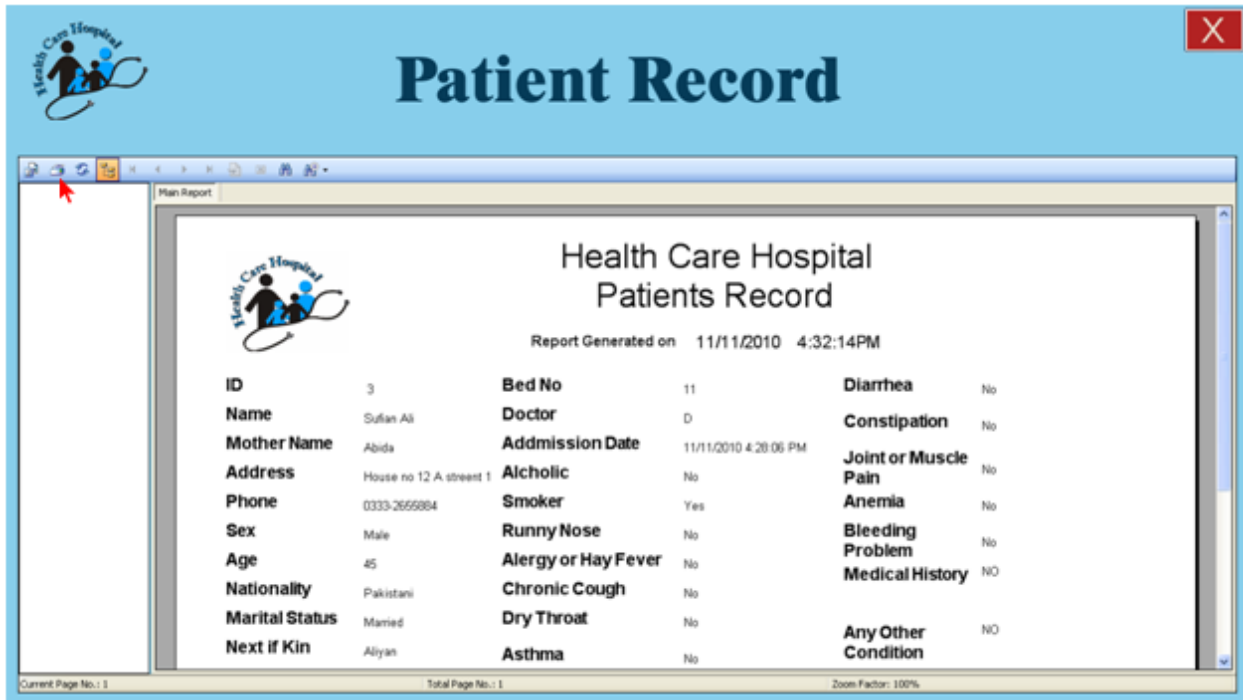 Health Care Hospital
X
Patient Record
Main Report
Health Care Hospital
Health Care Hospital
Patients Record
Report Generated on 11/11/2010 4:32:14PM
ID 3 Bed No 11 Diarrhea No
Name Sufian Ali Doctor D Constipation No
Mother Name Abida Addmission Date 11/11/2010 4:28:06 PM
Address House no 12 A streent 1 Alcholic No Joint or Muscle Pain No
Phone 0333-2655884 Smoker Yes Anemia No
Sex Male Runny Nose No Bleeding Problem No
Age 45 Alergy or Hay Fever No Medical History NO
Nationality Pakistani Chronic Cough No
Marital Status Married Dry Throat No Any Other Condition NO
Next if Kin Aliyan Asthma No
Current Page No.: 1 Total Page No.: 1 Zoom Factor: 100%